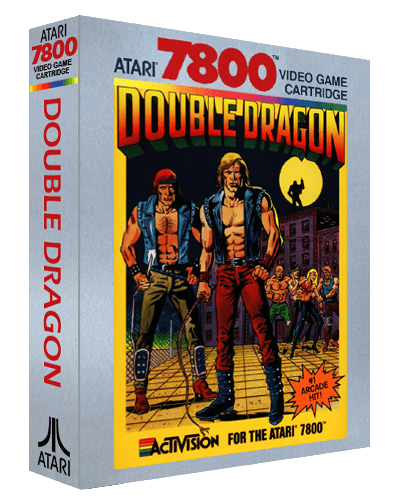 ATARI
7800
VIDEO GAME
CARTRIDGE
DOUBLE DRAGON
ATARI
ATARI® 7800™ VIDEO GAME
CARTRIDGE
DOUBLE DRAGON
#1
ARCADE
HIT!
ACTIVISION FOR THE ATARI® 7800™